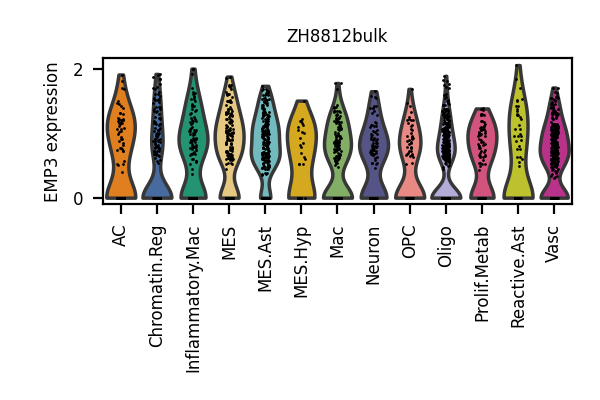 ZH8812bulk
EMP3 expression
2
0
AC
Chromatin.Reg
Inflammatory.Mac
MES
MES.Ast
MES.Hyp
Mac
Neuron
OPC
Oligo
Prolif.Metab
Reactive.Ast
Vasc